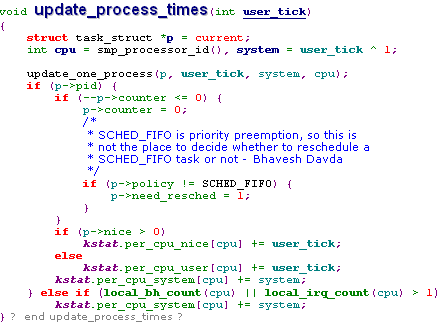 void update_process_times(int user_tick)
{
    struct task_struct *p = current;
    int cpu = smp_processor_id(), system = user_tick ^ 1;

    update_one_process(p, user_tick, system, cpu);
    if (p->pid) {
        if (--p->counter <= 0) {
            p->counter = 0;
            /*
             * SCHED_FIFO is priority preemption, so this is
             * not the place to decide whether to reschedule a
             * SCHED_FIFO task or not - Bhavesh Davda
             */
            if (p->policy != SCHED_FIFO) {
                p->need_resched = 1;
            }
        }
        if (p->nice > 0)
            kstat.per_cpu_nice[cpu] += user_tick;
        else
            kstat.per_cpu_user[cpu] += user_tick;
        kstat.per_cpu_system[cpu] += system;
    } else if (local_bh_count(cpu) || local_irq_count(cpu) > 1)
        kstat.per_cpu_system[cpu] += system;
} ? end update_process_times ?